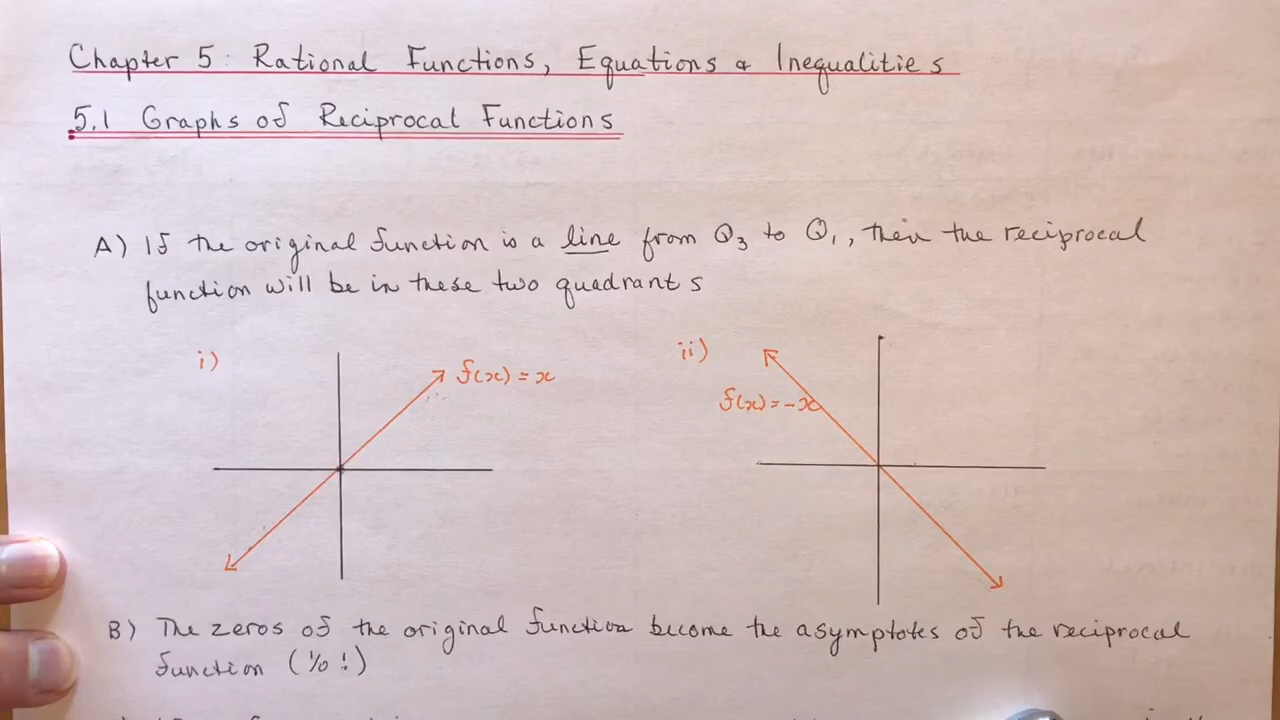 Chapter 5: Rational Functions, Equations & Inequalities
5.1 Graphs of Reciprocal Functions
A) If the original function is a line from Q3 to Q1, then the reciprocal
function will be in these two quadrants
i)
f(x) = x
ii)
f(x) = -x
B) The zeros of the original function become the asymptotes of the reciprocal
function (1/0!)